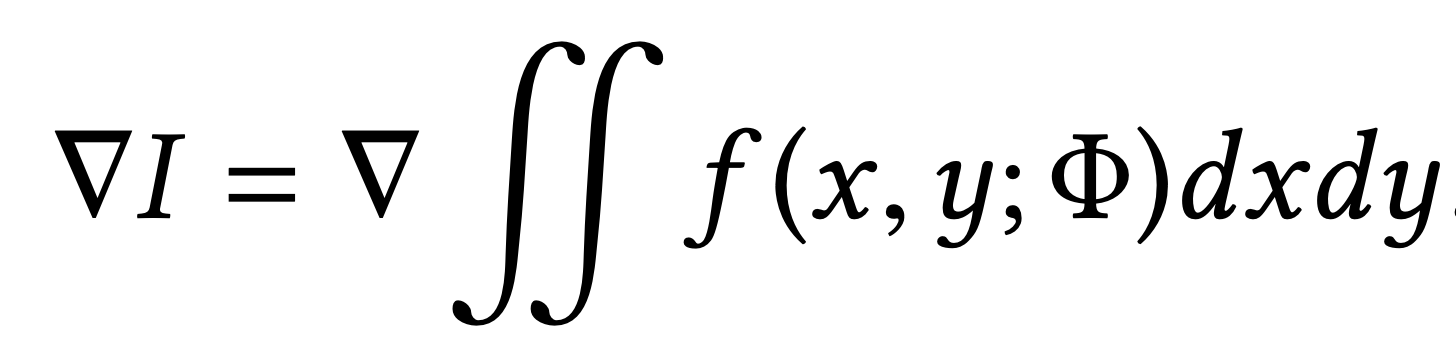 ∇I = ∇ ∬ f(x, y; Φ)dxdy.